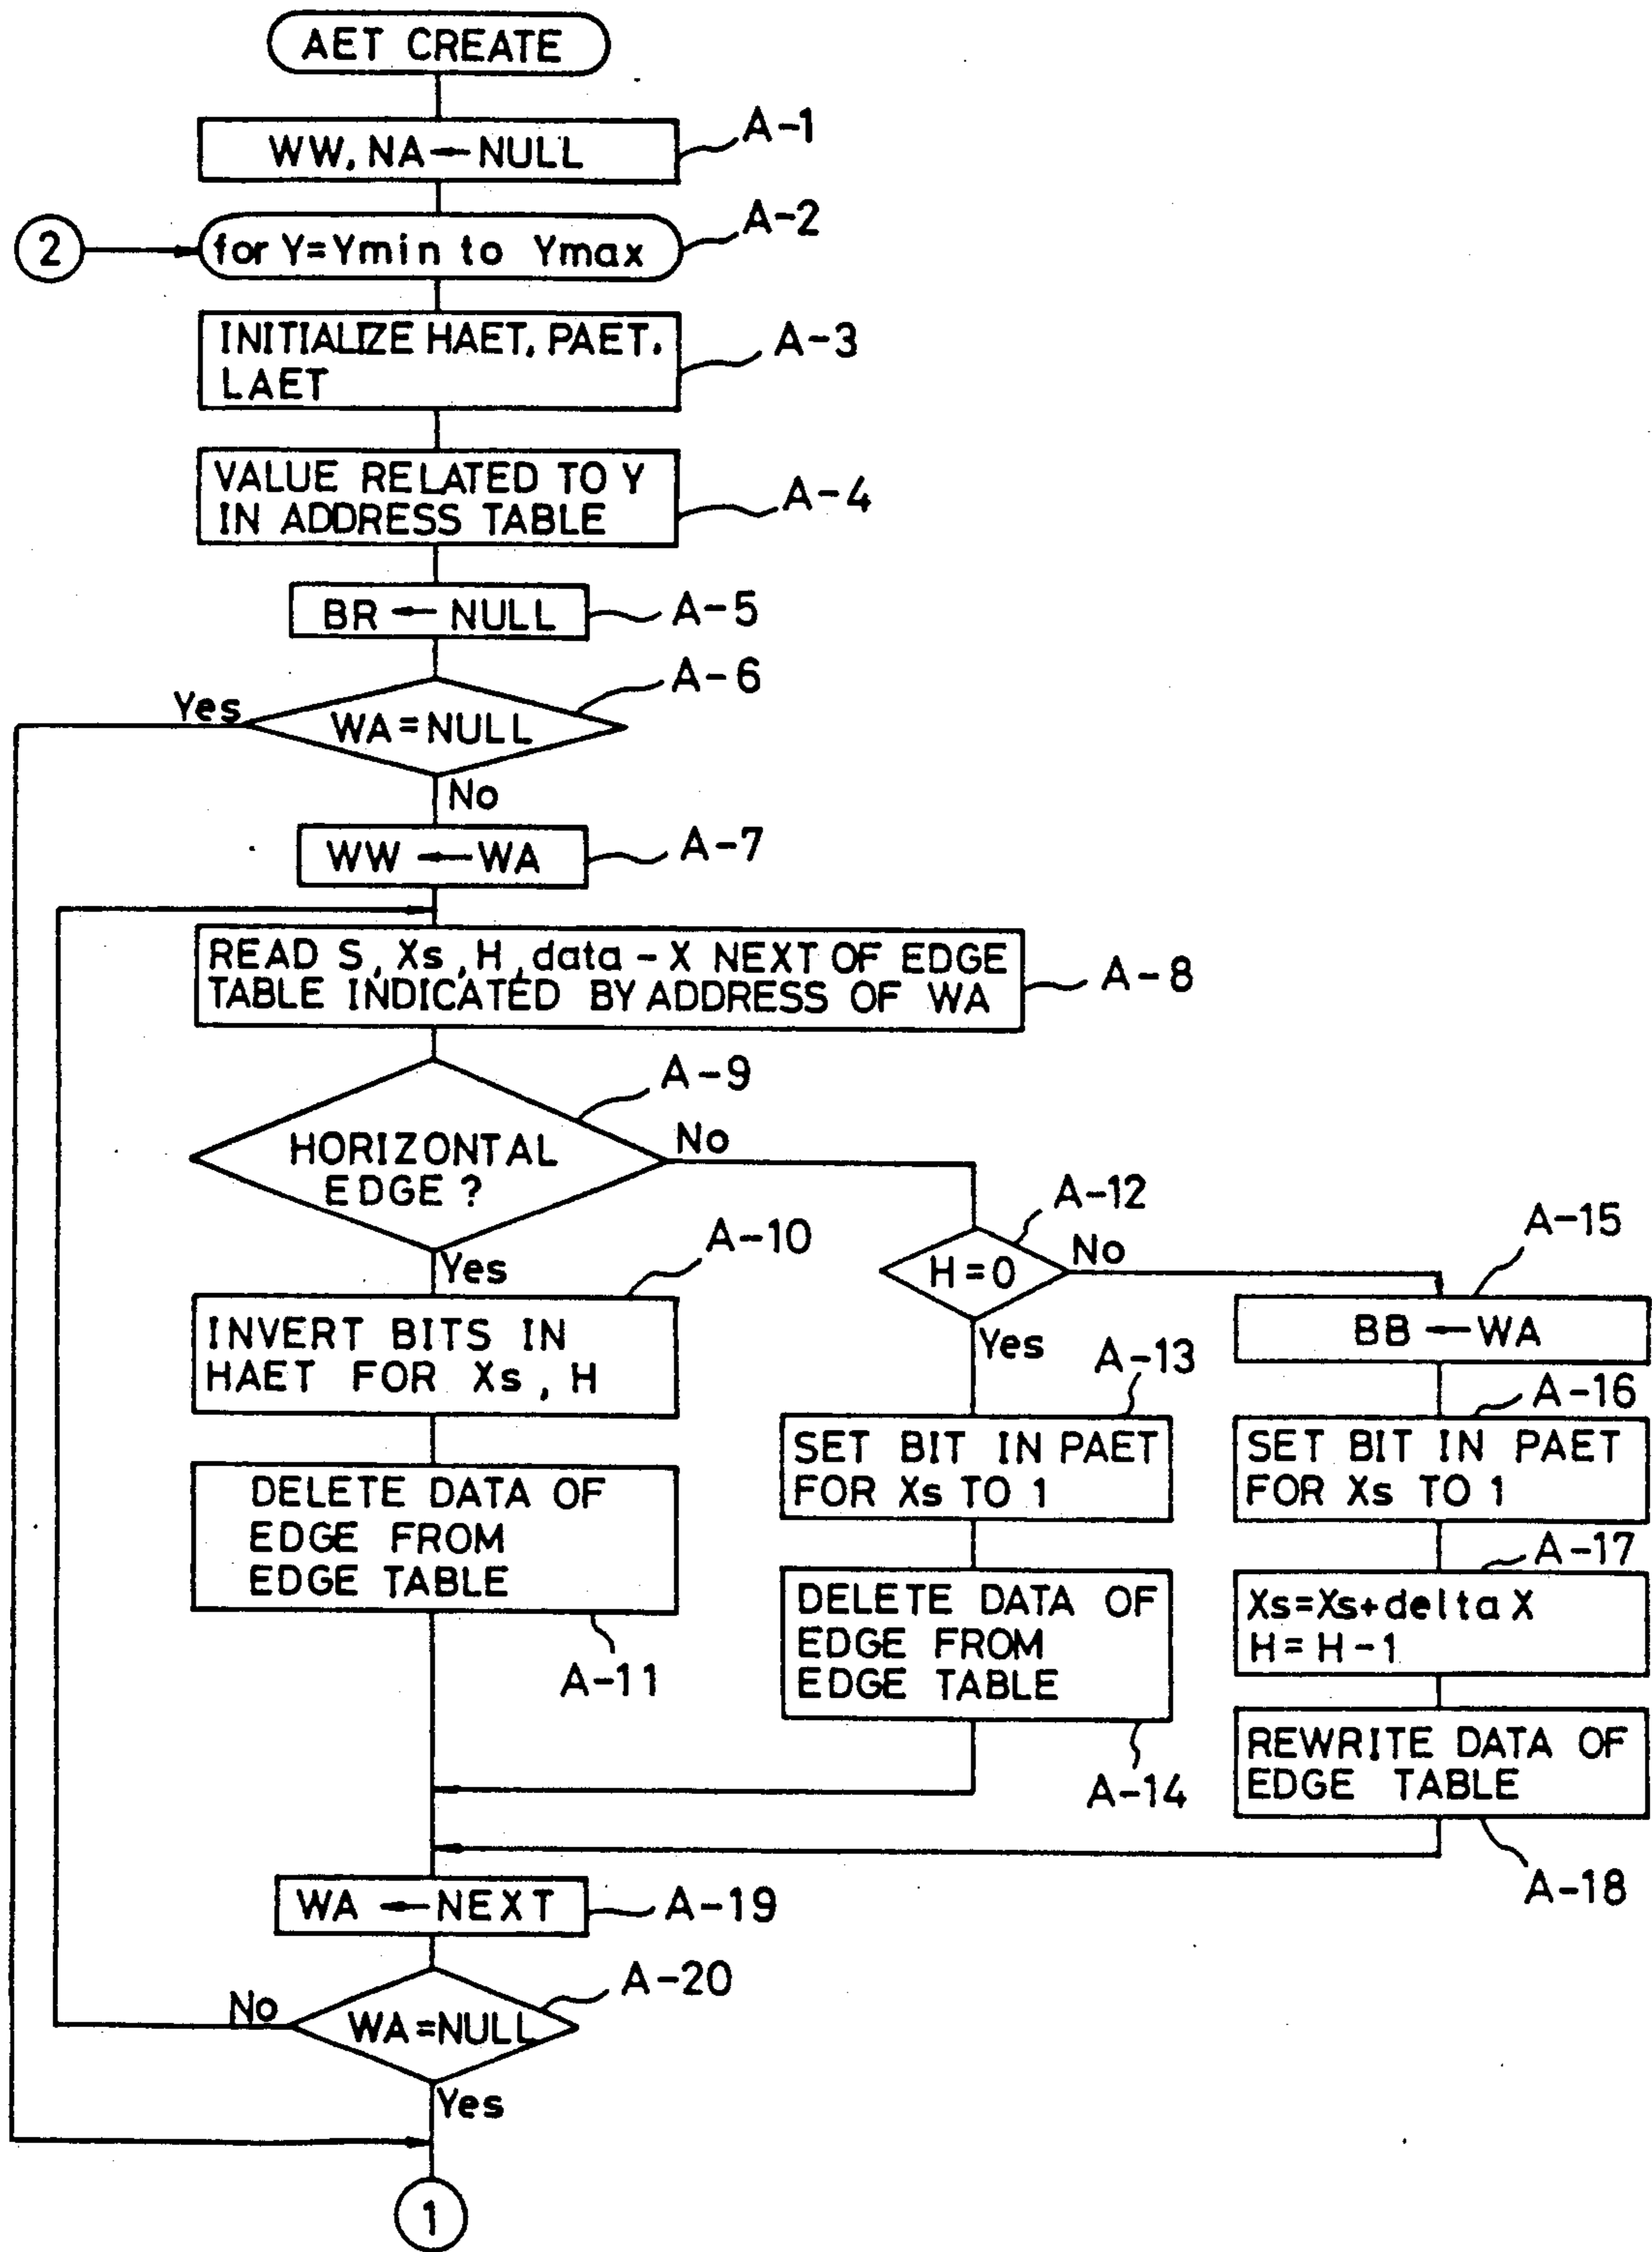 AET CREATE
WW, NA ← NULL
A-1
2
for Y=Ymin to Ymax
A-2
INITIALIZE HAET, PAET.
LAET
A-3
VALUE RELATED TO Y
IN ADDRESS TABLE
A-4
BR ← NULL
A-5
A-6
Yes
WA=NULL
No
WW ← WA
A-7
READ S, Xs, H, data-X NEXT OF EDGE
TABLE INDICATED BY ADDRESS OF WA
A-8
A-9
HORIZONTAL
EDGE?
No
Yes
A-10
INVERT BITS IN
HAET FOR Xs, H
DELETE DATA OF
EDGE FROM
EDGE TABLE
A-11
A-12
H=0
No
Yes
A-13
SET BIT IN PAET
FOR Xs TO 1
DELETE DATA OF
EDGE FROM
EDGE TABLE
A-14
A-15
BB ← WA
A-16
SET BIT IN PAET
FOR Xs TO 1
A-17
Xs=Xs+delta X
H=H-1
REWRITE DATA OF
EDGE TABLE
A-18
WA ← NEXT
A-19
A-20
No
WA=NULL
Yes
1